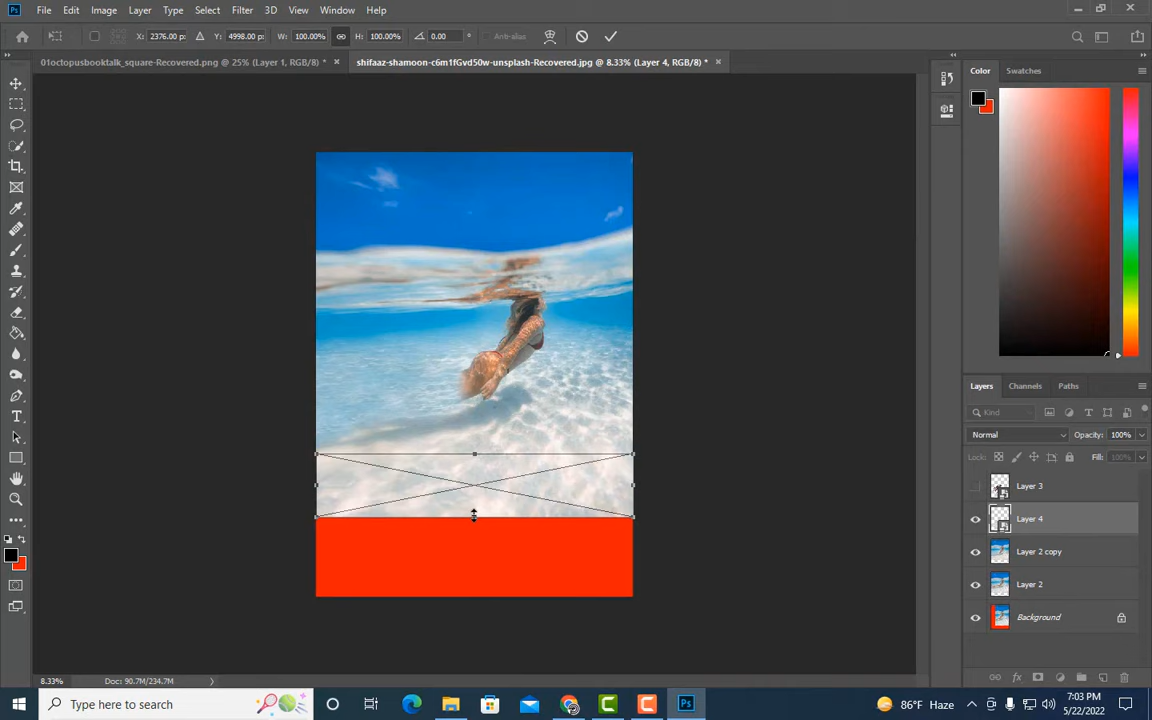 Ps File Edit Image Layer Type Select Filter 3D View Window Help
X: 2376.00 px Y: 4998.00 px W: 100.00% H: 100.00% 0.00 ° Anti-alias
01octopusbooktalk_square-Recovered.png @ 25% (Layer 1, RGB/8) * × shifaaz-shamoon-c6m1fGvd50w-unsplash-Recovered.jpg @ 8.33% (Layer 4, RGB/8) * ×
Color Swatches
Layers Channels Paths
Kind
Normal Opacity: 100%
Lock: Fill: 100%
Layer 3
Layer 4
Layer 2 copy
Layer 2
Background
8.33% Doc: 90.7M/234.7M
Type here to search
Ps
86°F Haze
7:03 PM
5/22/2022